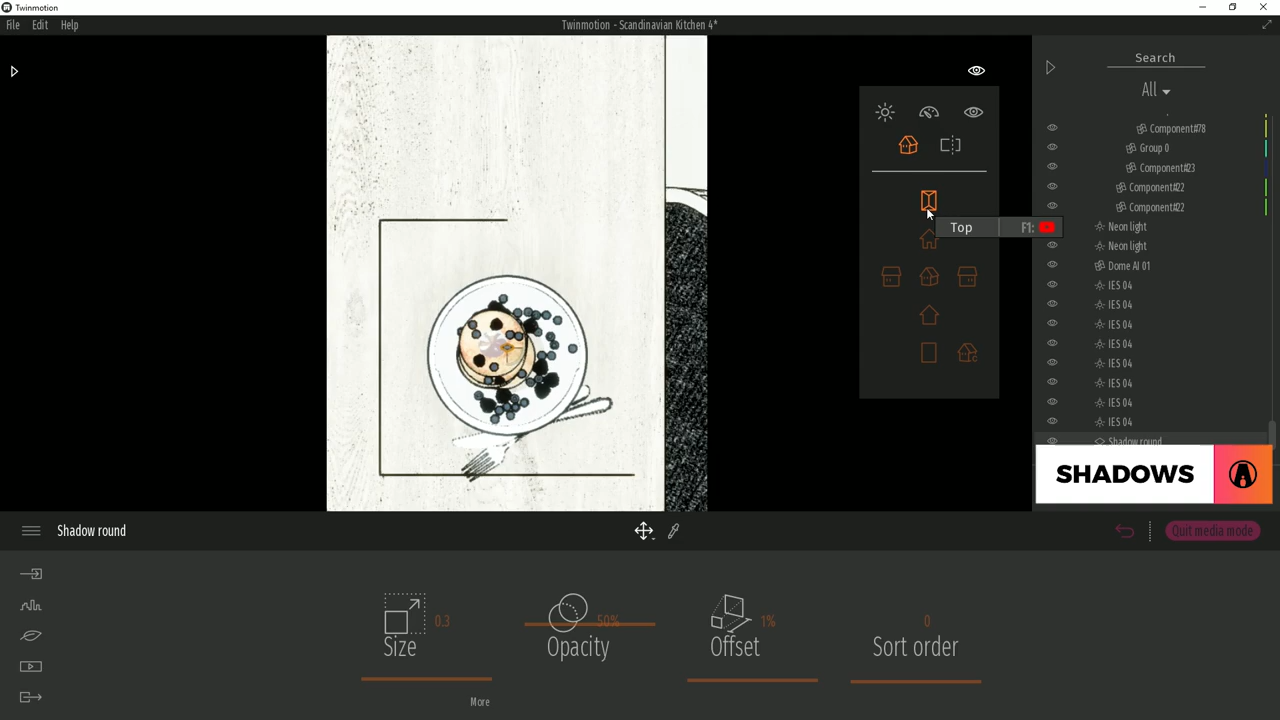 Twinmotion
File Edit Help
Twinmotion - Scandinavian Kitchen 4*
Search
All
Component#78
Group 0
Component#23
Component#22
Component#22
Neon light
Neon light
Dome AI 01
IES 04
IES 04
IES 04
IES 04
IES 04
IES 04
IES 04
IES 04
Shadow round
Top F1:
SHADOWS
Shadow round
Quit media mode
0.3
Size
50%
Opacity
1%
Offset
0
Sort order
More